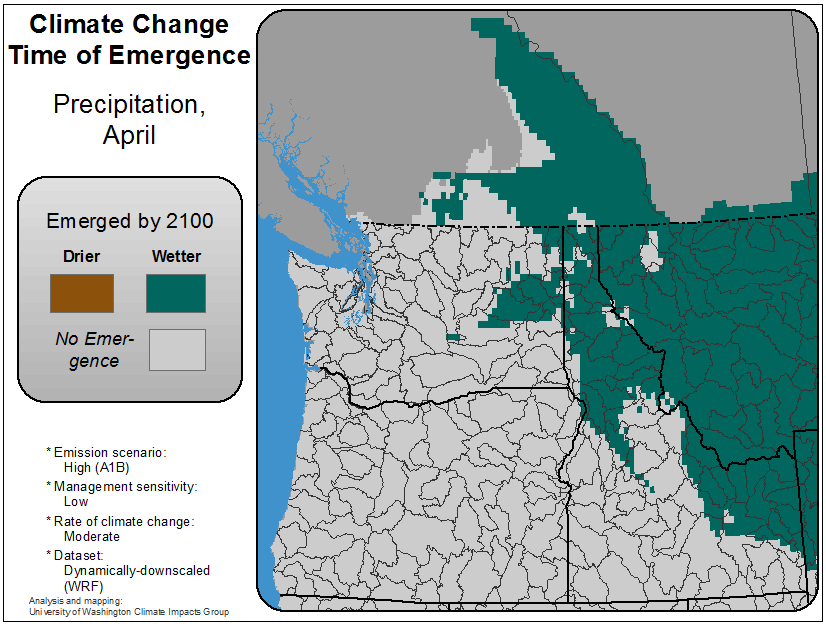 Climate Change
Time of Emergence
Precipitation,
April
Emerged by 2100
Drier Wetter
No Emer-
gence
* Emission scenario:
High (A1B)
* Management sensitivity:
Low
* Rate of climate change:
Moderate
* Dataset:
Dynamically-downscaled
(WRF)
Analysis and mapping:
University of Washington Climate Impacts Group